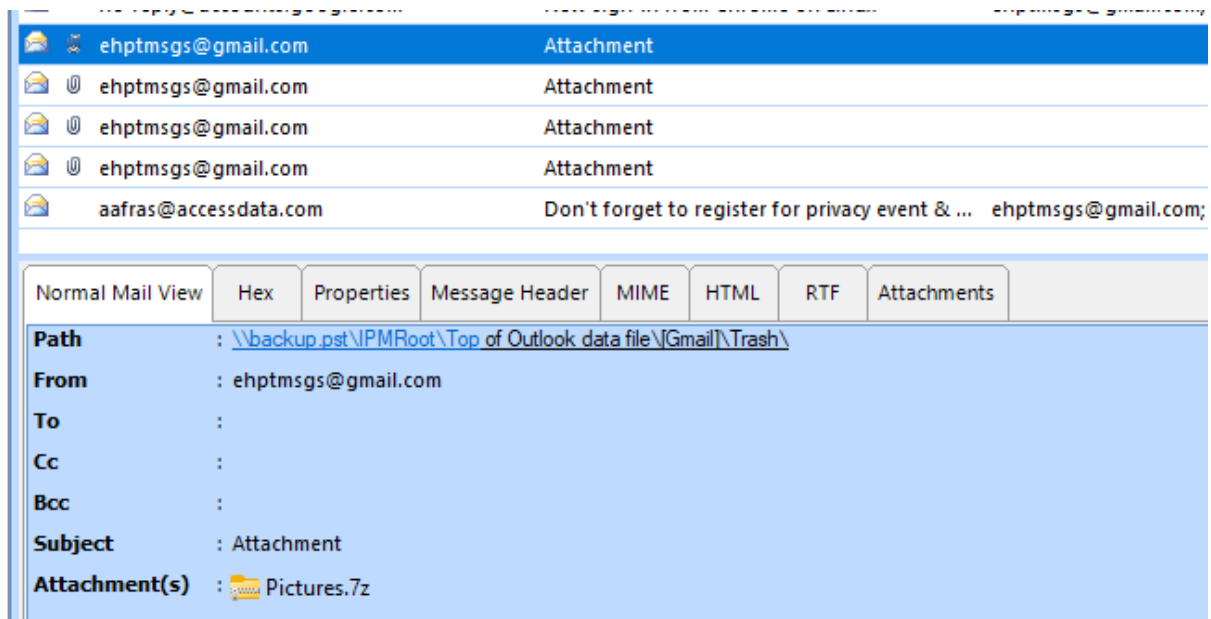 ehptmsgs@gmail.com Attachment
ehptmsgs@gmail.com Attachment
ehptmsgs@gmail.com Attachment
ehptmsgs@gmail.com Attachment
aafras@accessdata.com Don't forget to register for privacy event & ... ehptmsgs@gmail.com;
Normal Mail View Hex Properties Message Header MIME HTML RTF Attachments
Path : \\backup.pst\IPMRoot\Top of Outlook data file\[Gmail]\Trash\
From : ehptmsgs@gmail.com
To :
Cc :
Bcc :
Subject : Attachment
Attachment(s) : Pictures.7z